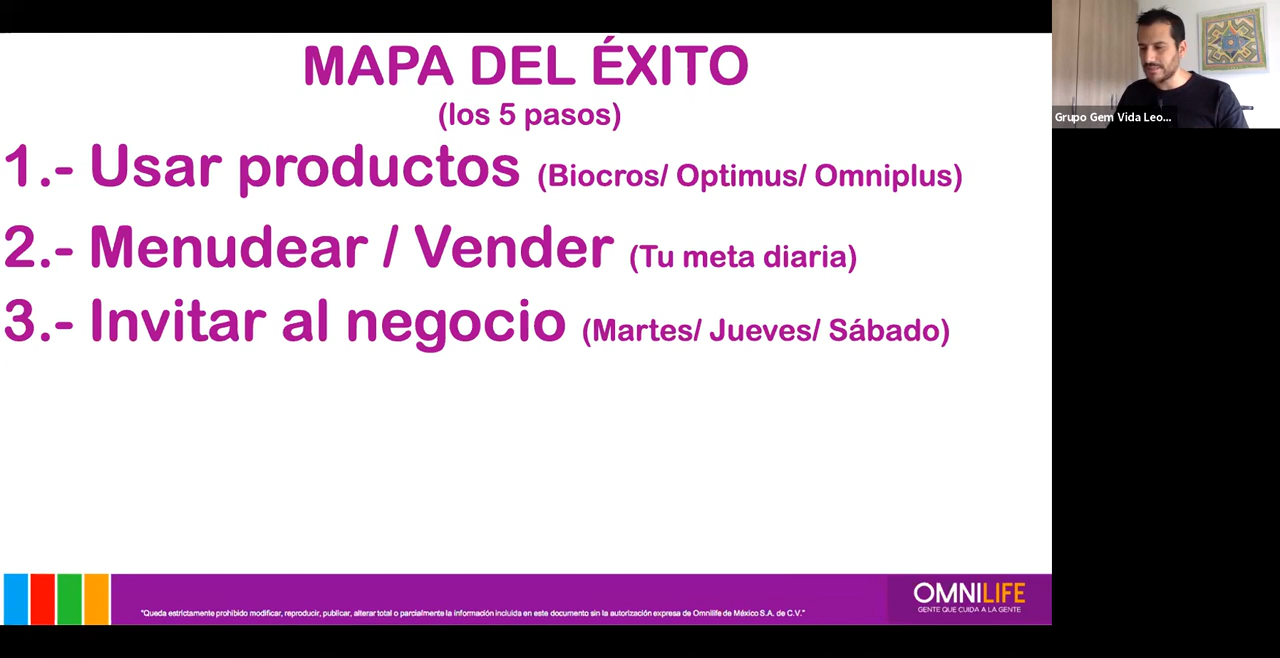 MAPA DEL ÉXITO
(los 5 pasos)
1.- Usar productos (Biocros/ Optimus/ Omniplus)
2.- Menudear / Vender (Tu meta diaria)
3.- Invitar al negocio (Martes/ Jueves/ Sábado)
"Queda estrictamente prohibido modificar, reproducir, publicar, alterar total o parcialmente la información incluida en este documento sin la autorización expresa de Omnilife de México S.A. de C.V."
OMNILIFE
GENTE QUE CUIDA A LA GENTE
Grupo Gem Vida Leo...